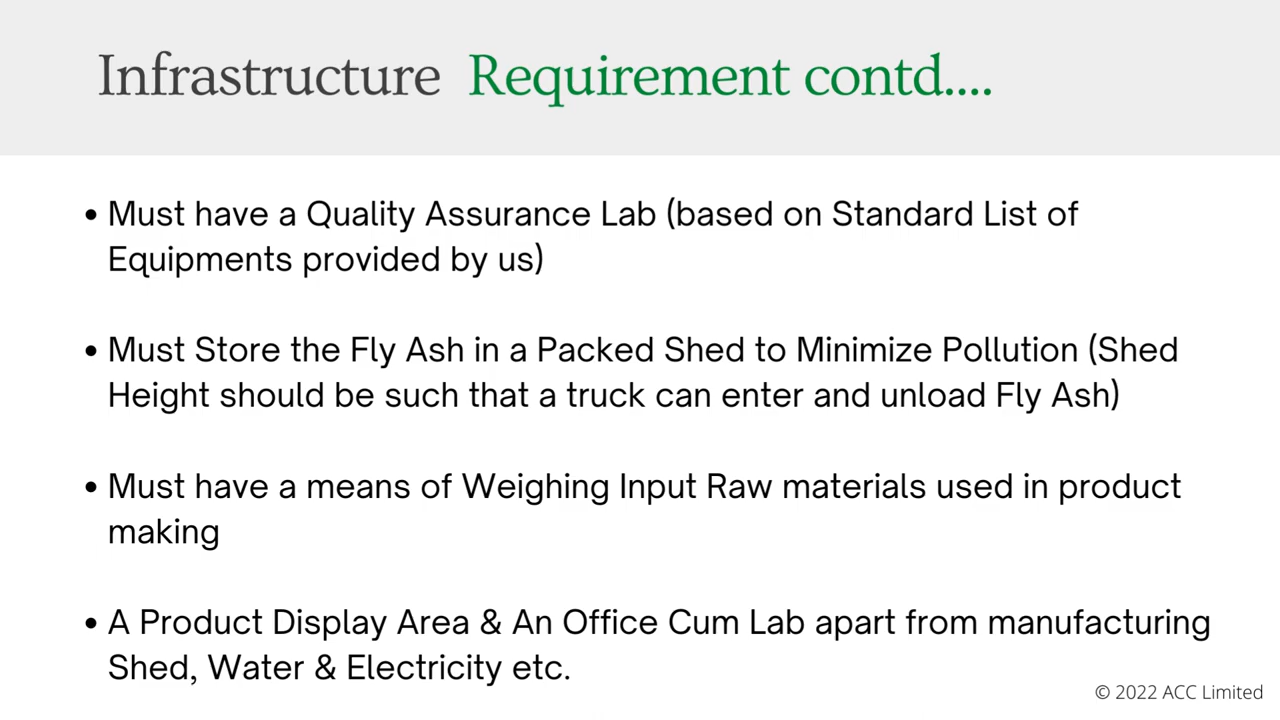 Infrastructure Requirement contd....
• Must have a Quality Assurance Lab (based on Standard List of
Equipments provided by us)
• Must Store the Fly Ash in a Packed Shed to Minimize Pollution (Shed
Height should be such that a truck can enter and unload Fly Ash)
• Must have a means of Weighing Input Raw materials used in product
making
• A Product Display Area & An Office Cum Lab apart from manufacturing
Shed, Water & Electricity etc.
© 2022 ACC Limited